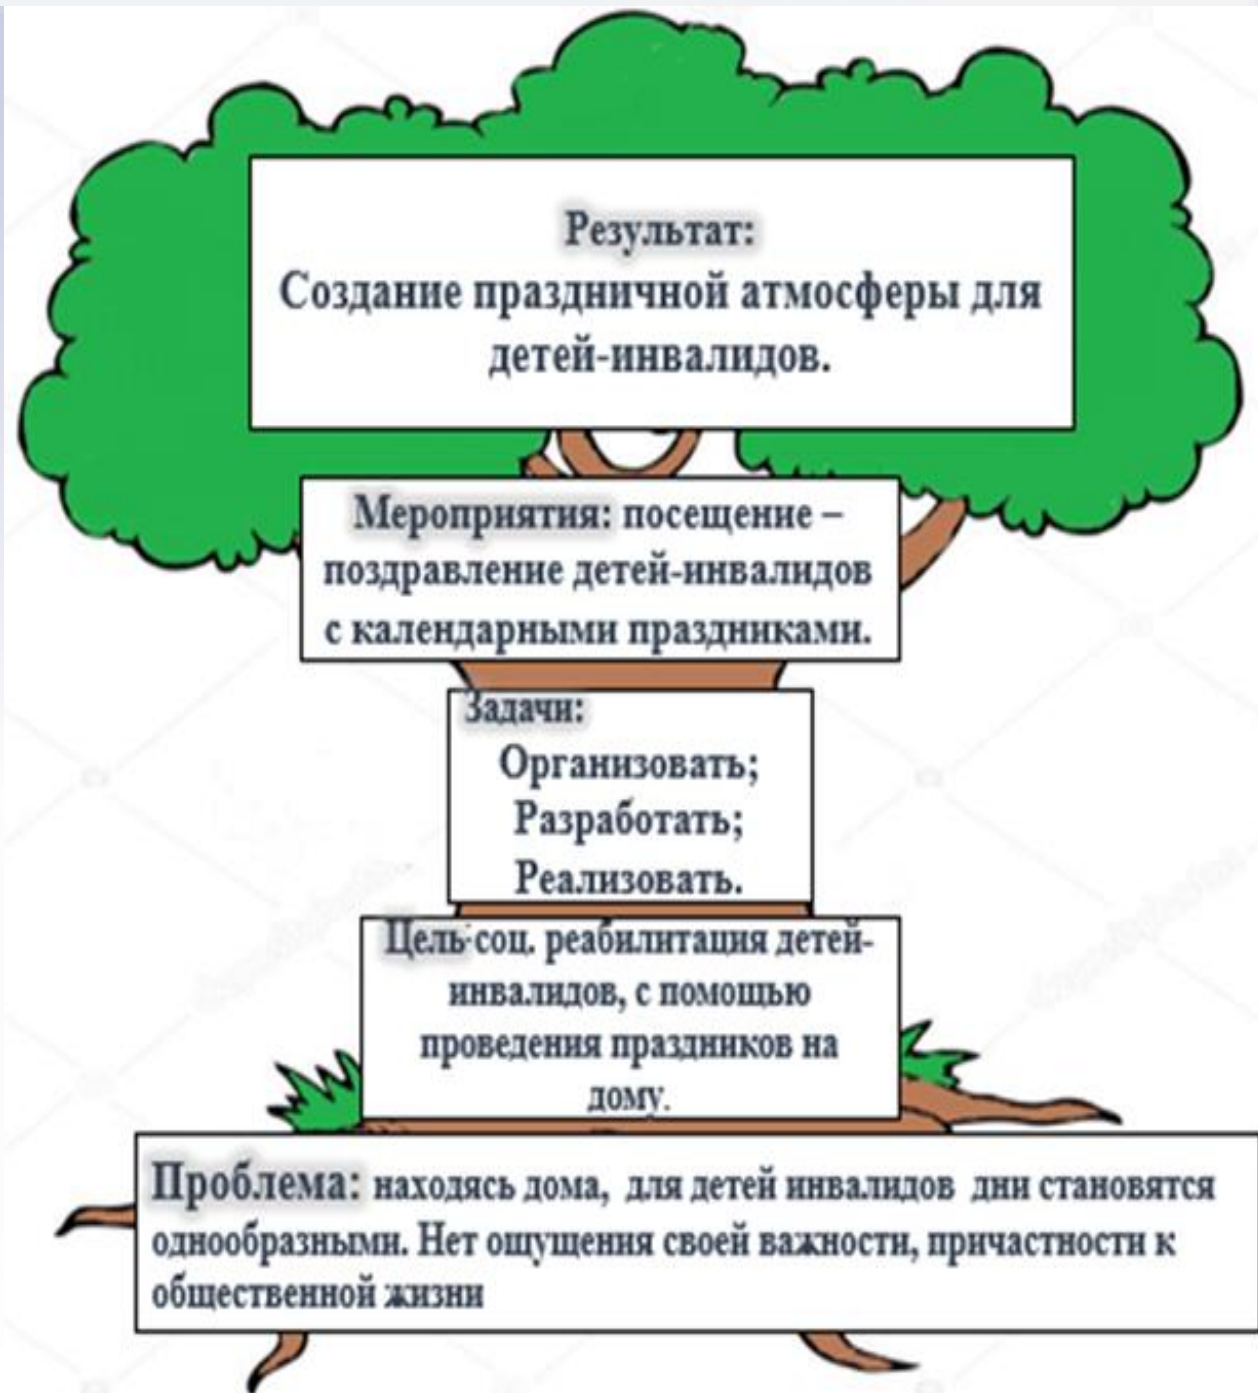 Результат:
Создание праздничной атмосферы для
детей-инвалидов.
Мероприятия: посещение –
поздравление детей-инвалидов
с календарными праздниками.
Задачи:
Организовать;
Разработать;
Реализовать.
Цель соц. реабилитация детей-
инвалидов, с помощью
проведения праздников на
дому.
Проблема: находясь дома, для детей инвалидов дни становятся
однообразными. Нет ощущения своей важности, причастности к
общественной жизни